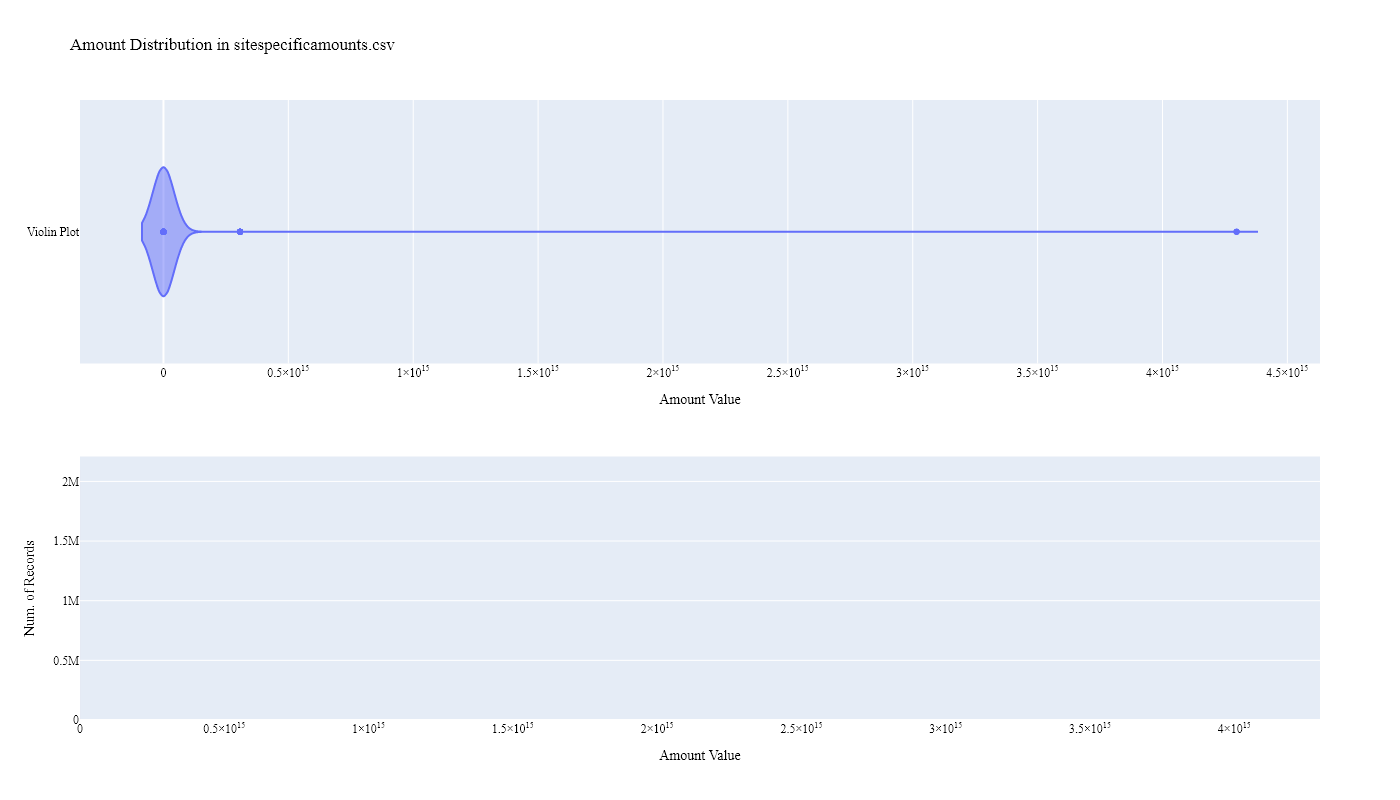 Amount Distribution in sitespecificamounts.csv
Violin Plot
0 0.5×10¹⁵ 1×10¹⁵ 1.5×10¹⁵ 2×10¹⁵ 2.5×10¹⁵ 3×10¹⁵ 3.5×10¹⁵ 4×10¹⁵ 4.5×10¹⁵
Amount Value
Num. of Records
2M
1.5M
1M
0.5M
0
0 0.5×10¹⁵ 1×10¹⁵ 1.5×10¹⁵ 2×10¹⁵ 2.5×10¹⁵ 3×10¹⁵ 3.5×10¹⁵ 4×10¹⁵
Amount Value